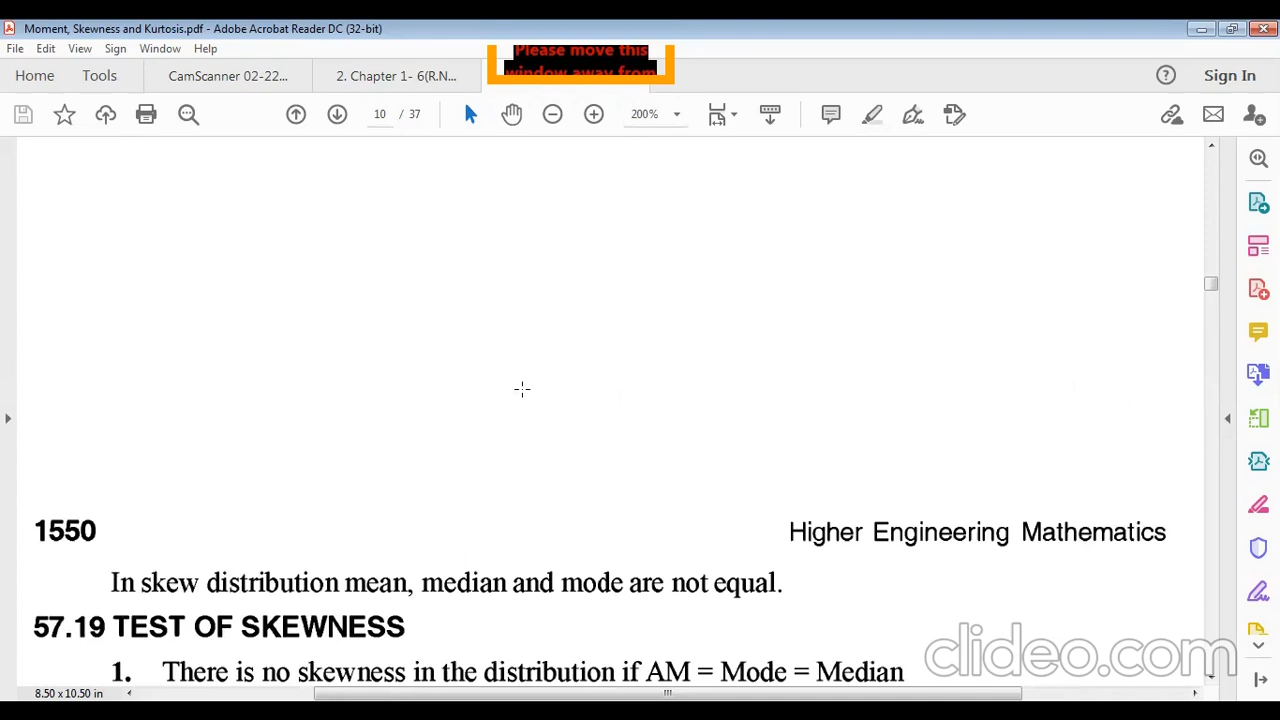 Moment, Skewness and Kurtosis.pdf - Adobe Acrobat Reader DC (32-bit)
File Edit View Sign Window Help
Please move this
window away from
Home Tools CamScanner 02-22... 2. Chapter 1- 6(R.N... Sign In
10 / 37 200%
1550 Higher Engineering Mathematics
In skew distribution mean, median and mode are not equal.
57.19 TEST OF SKEWNESS
1. There is no skewness in the distribution if AM = Mode = Median
clideo.com
8.50 x 10.50 in